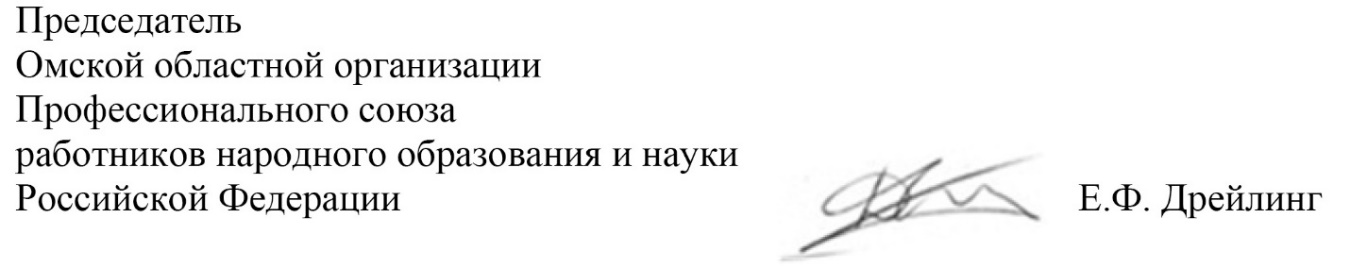 Председатель
Омской областной организации
Профессионального союза
работников народного образования и науки
Российской Федерации Е.Ф. Дрейлинг